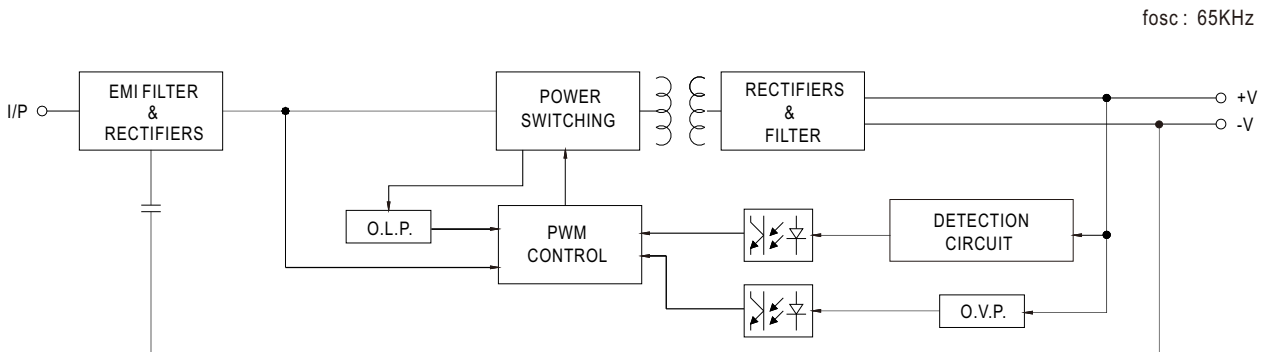 fosc : 65KHz
I/P
EMI FILTER
&
RECTIFIERS
POWER
SWITCHING
RECTIFIERS
&
FILTER
+V
-V
O.L.P.
PWM
CONTROL
DETECTION
CIRCUIT
O.V.P.